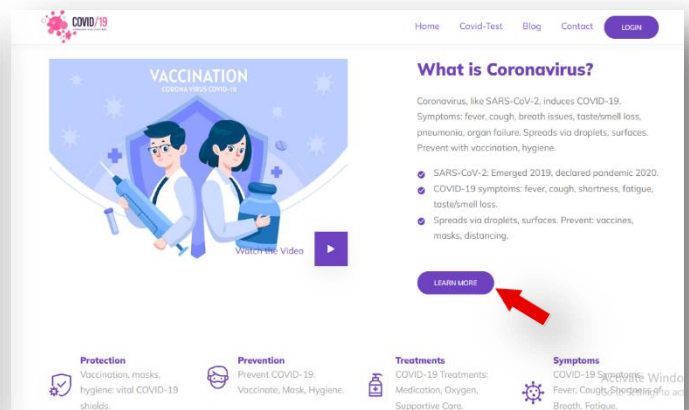 COVID/19
Home Covid-Test Blog Contact LOGIN
VACCINATION
CORONA VIRUS COVID-19
Watch the Video
What is Coronavirus?
Coronavirus, like SARS-CoV-2, induces COVID-19.
Symptoms: fever, cough, breath issues, taste/smell loss,
pneumonia, organ failure. Spreads via droplets, surfaces.
Prevent with vaccination, hygiene.
SARS-CoV-2: Emerged 2019, declared pandemic 2020.
COVID-19 symptoms: fever, cough, shortness, fatigue,
taste/smell loss.
Spreads via droplets, surfaces. Prevent: vaccines,
masks, distancing.
LEARN MORE
Protection
Vaccination, masks,
hygiene: vital COVID-19
shields.
Prevention
Prevent COVID-19:
Vaccinate, Mask, Hygiene.
Treatments
COVID-19 Treatments:
Medication, Oxygen,
Supportive Care.
Symptoms
COVID-19 Symptoms:
Fever, Cough, Shortness of
Breath, Fatigue,
Activate Windo